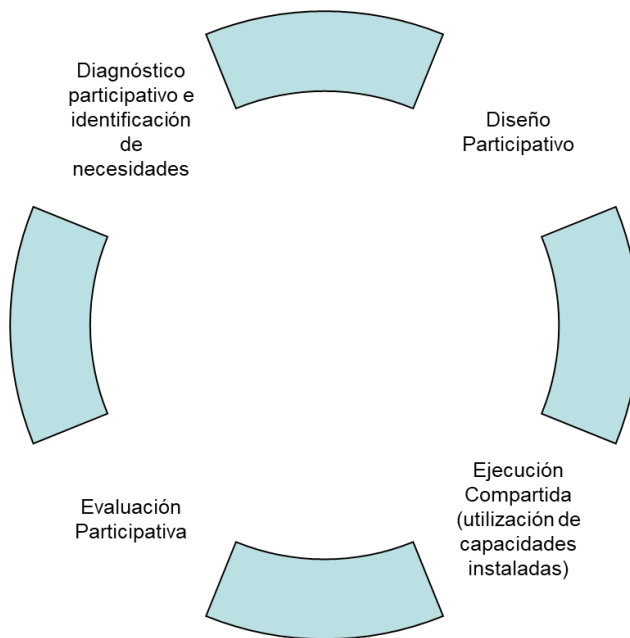 Diagnóstico
participativo e
identificación
de
necesidades
Diseño
Participativo
Ejecución
Compartida
(utilización de
capacidades
instaladas)
Evaluación
Participativa